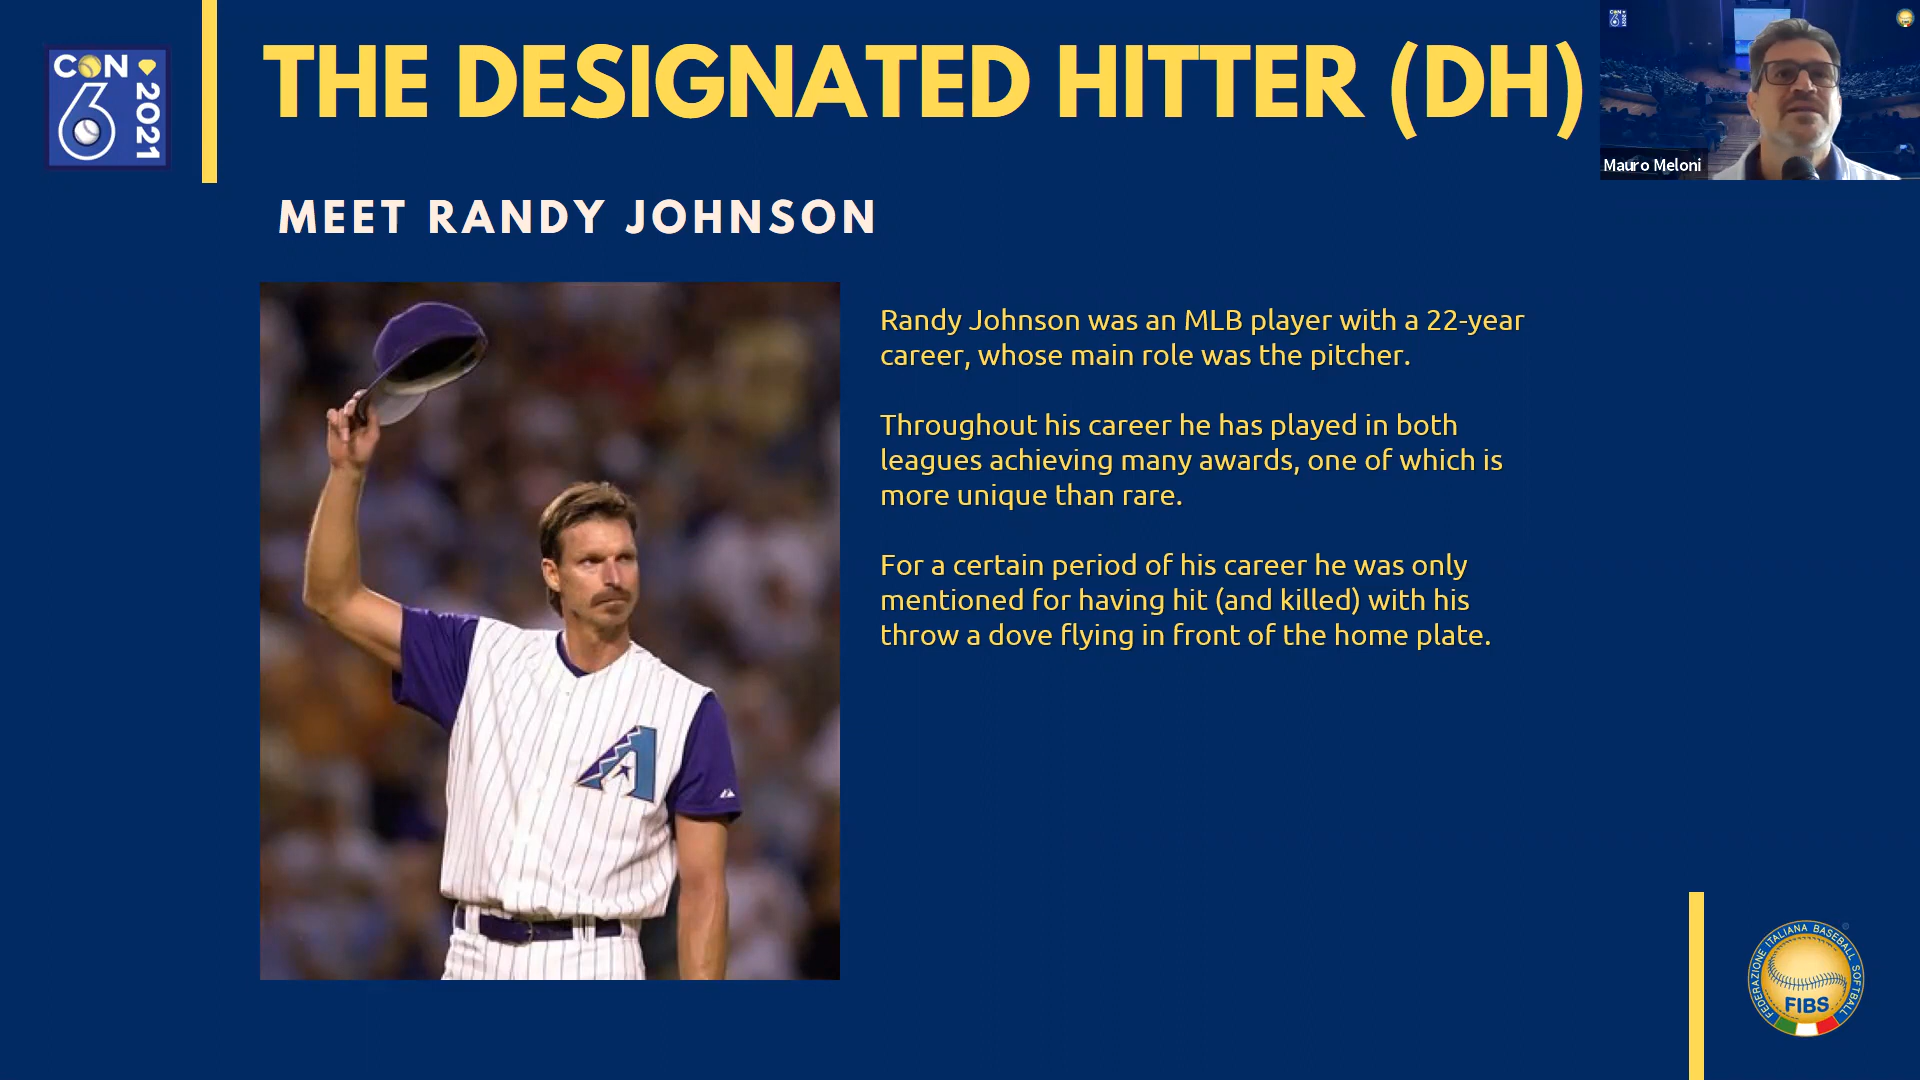 CON 6 2021
THE DESIGNATED HITTER (DH)
Mauro Meloni
MEET RANDY JOHNSON
Randy Johnson was an MLB player with a 22-year
career, whose main role was the pitcher.
Throughout his career he has played in both
leagues achieving many awards, one of which is
more unique than rare.
For a certain period of his career he was only
mentioned for having hit (and killed) with his
throw a dove flying in front of the home plate.
A
FEDERAZIONE ITALIANA BASEBALL SOFTBALL
FIBS